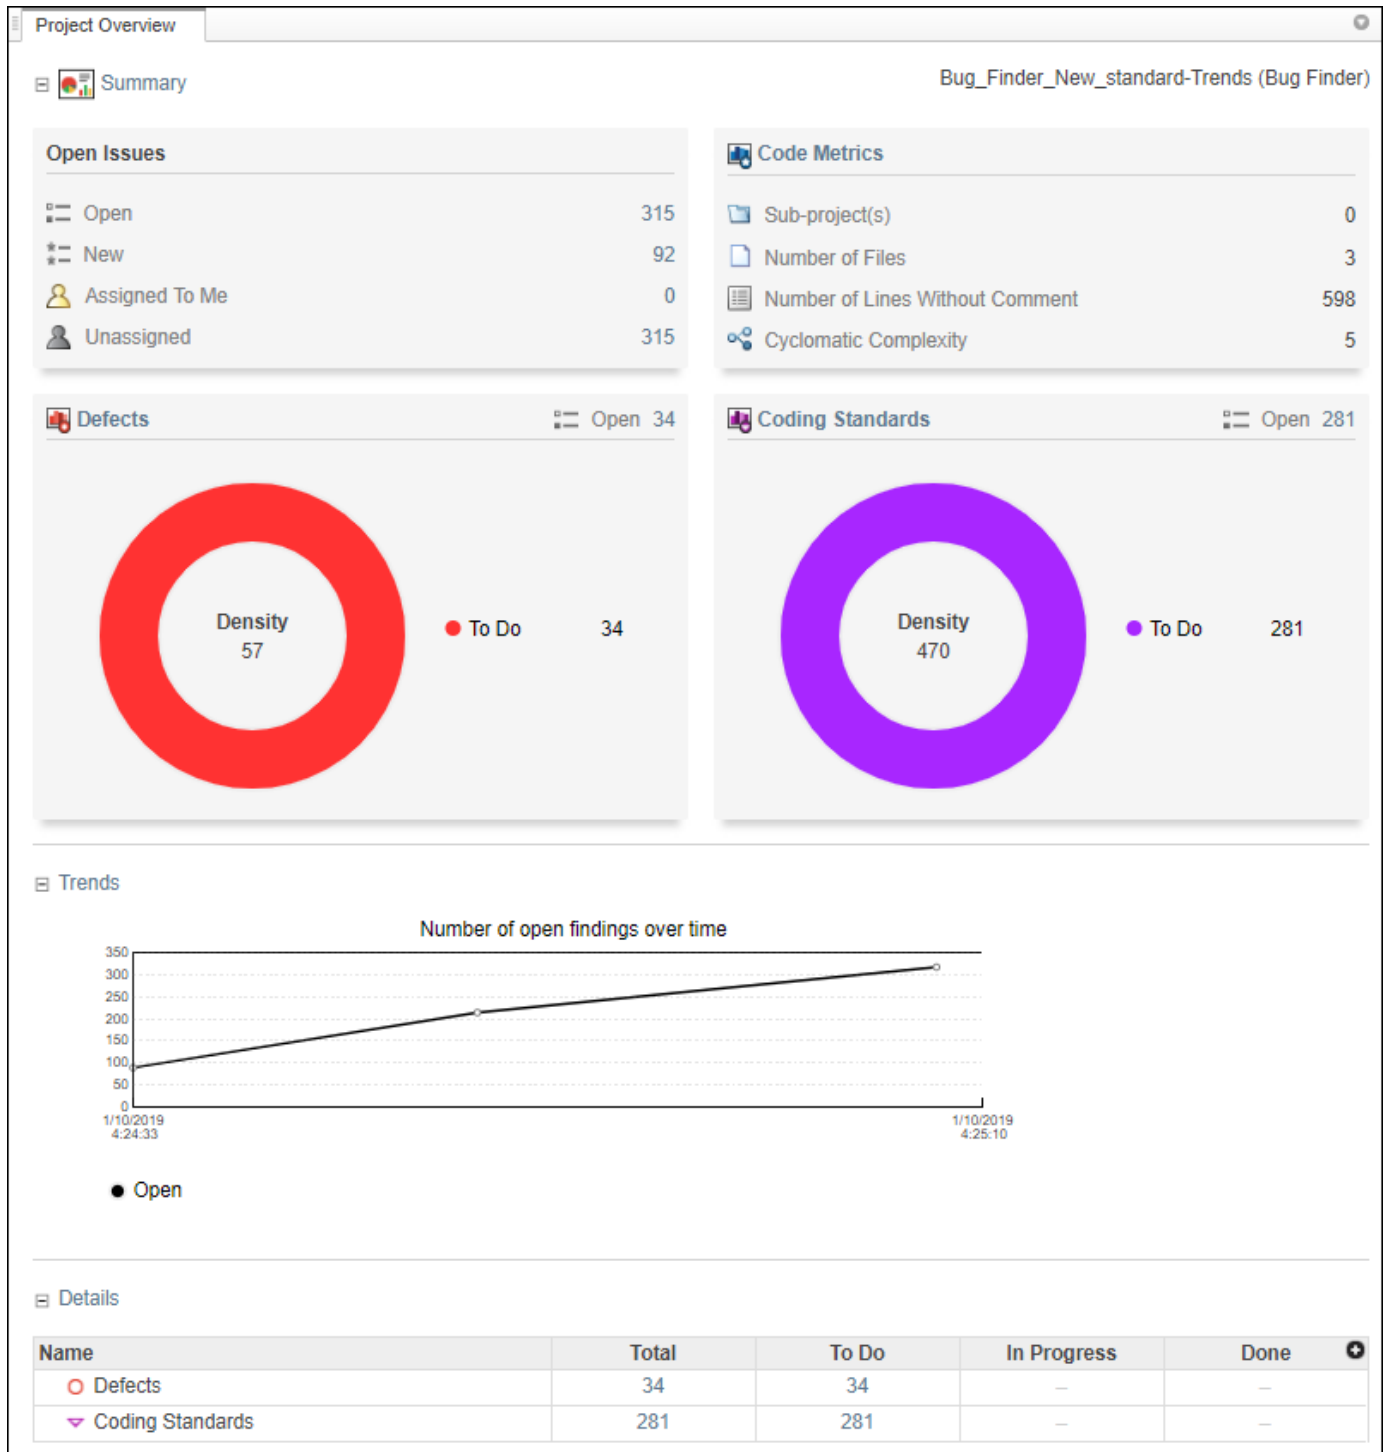 Project Overview
Summary
Bug_Finder_New_standard-Trends (Bug Finder)
Open Issues
Open 315
New 92
Assigned To Me 0
Unassigned 315
Code Metrics
Sub-project(s) 0
Number of Files 3
Number of Lines Without Comment 598
Cyclomatic Complexity 5
Defects Open 34
Density
57
To Do 34
Coding Standards Open 281
Density
470
To Do 281
Trends
Number of open findings over time
350
300
250
200
150
100
50
0
1/10/2019
4:24:33
1/10/2019
4:25:10
Open
Details
Name Total To Do In Progress Done
Defects 34 34 – –
Coding Standards 281 281 – –